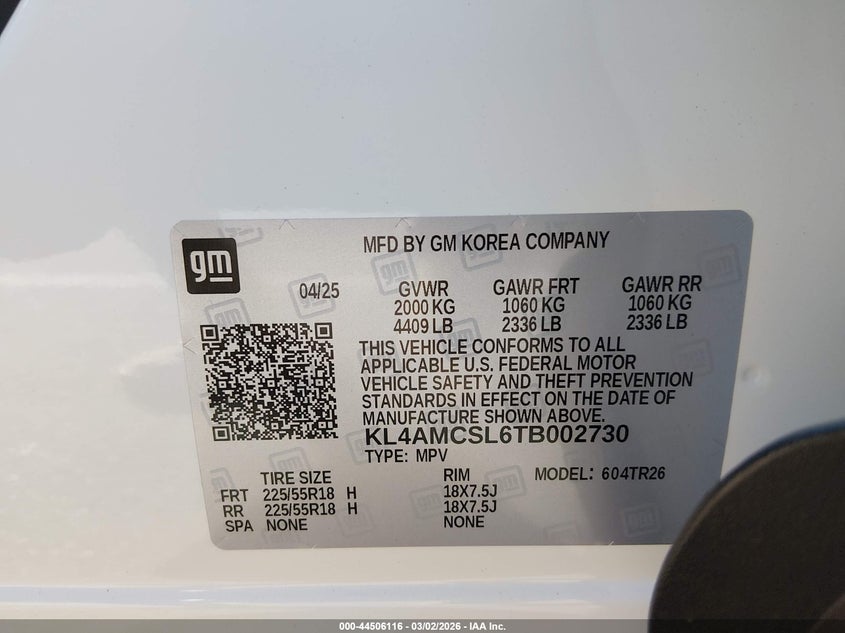 gm
MFD BY GM KOREA COMPANY
04/25
GVWR GAWR FRT GAWR RR
2000 KG 1060 KG 1060 KG
4409 LB 2336 LB 2336 LB
THIS VEHICLE CONFORMS TO ALL
APPLICABLE U.S. FEDERAL MOTOR
VEHICLE SAFETY AND THEFT PREVENTION
STANDARDS IN EFFECT ON THE DATE OF
MANUFACTURE SHOWN ABOVE.
KL4AMCSL6TB002730
TYPE: MPV
TIRE SIZE RIM MODEL: 604TR26
FRT 225/55R18 H 18X7.5J
RR 225/55R18 H 18X7.5J
SPA NONE NONE
000-44506116 - 03/02/2026 - IAA Inc.